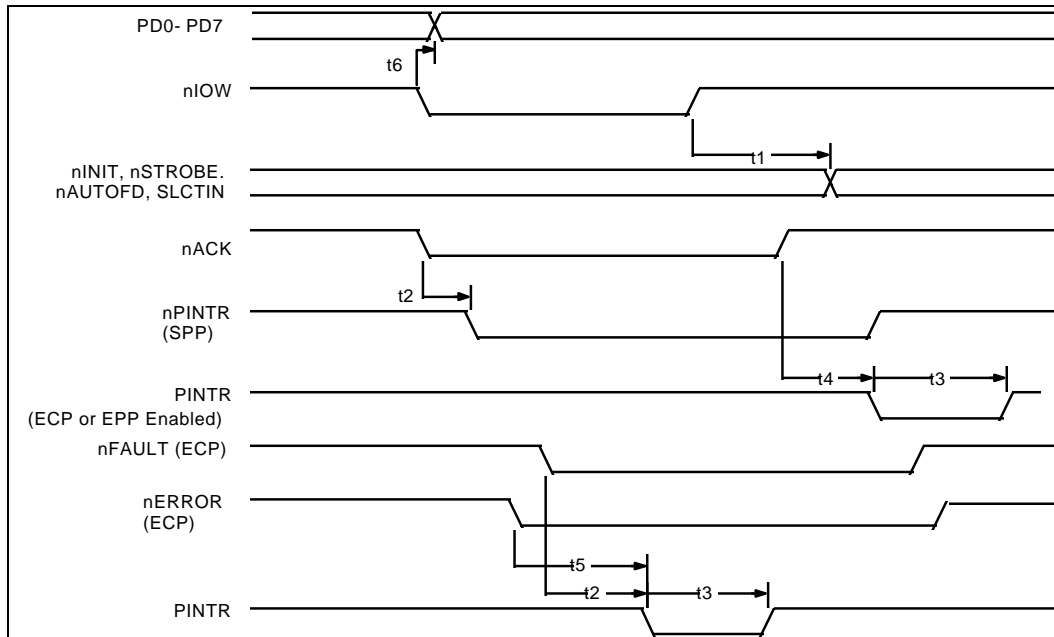 PD0- PD7
t6
nIOW
t1
nINIT, nSTROBE.
nAUTOFD, SLCTIN
nACK
t2
nPINTR
(SPP)
t4
t3
PINTR
(ECP or EPP Enabled)
nFAULT (ECP)
nERROR
(ECP)
t5
t2
t3
PINTR